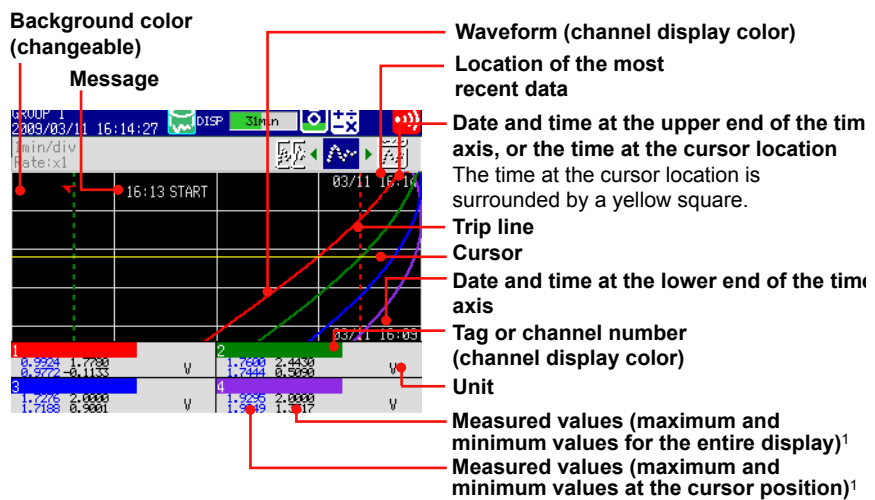 Background color
(changeable)
Message
Waveform (channel display color)
Location of the most
recent data
Date and time at the upper end of the tim
axis, or the time at the cursor location
The time at the cursor location is
surrounded by a yellow square.
Trip line
Cursor
Date and time at the lower end of the time
axis
Tag or channel number
(channel display color)
Unit
Measured values (maximum and
minimum values for the entire display)1
Measured values (maximum and
minimum values at the cursor position)1
GROUP 1
2009/03/11 16:14:27 DISP 31min
1min/div
Rate:x1
16:13 START
03/11 16:14
03/11 16:09
1
0.9924 1.7780
0.9772 -0.1133 V
2
1.7600 2.4430
1.7444 0.5090 V
3
1.7276 2.0000
1.7188 0.9001 V
4
1.9295 2.0000
V